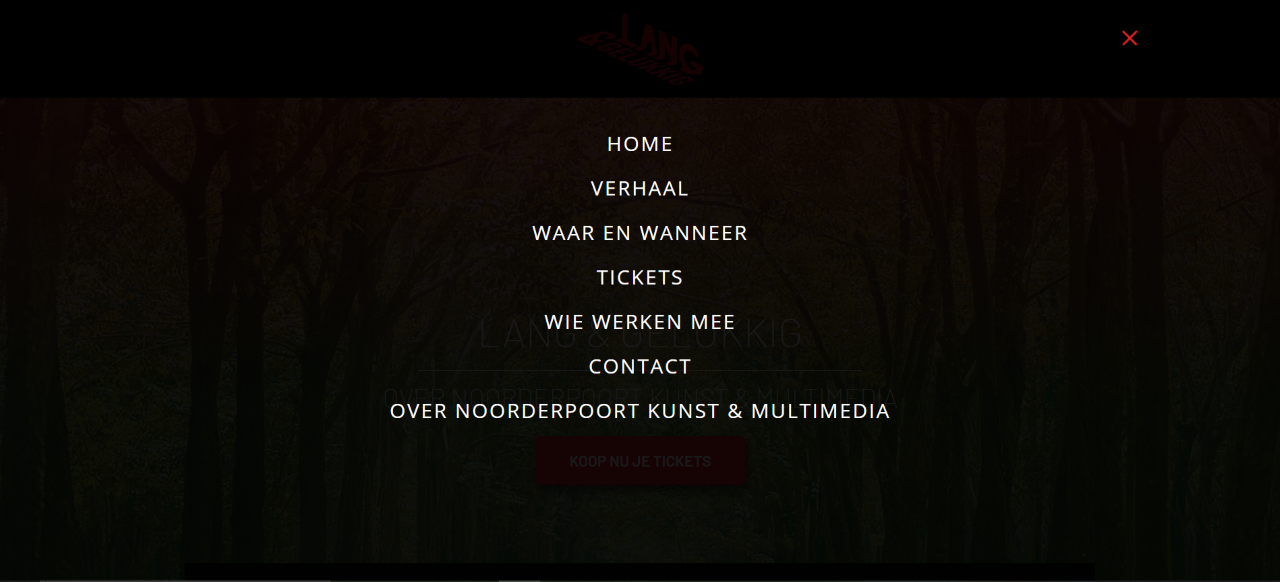 LANG
& GELUKKIG
HOME
VERHAAL
WAAR EN WANNEER
TICKETS
WIE WERKEN MEE
LANG & GELUKKIG
CONTACT
OVER NOORDERPOORT KUNST & MULTIMEDIA
OVER NOORDERPOORT KUNST & MULTIMEDIA
KOOP NU JE TICKETS